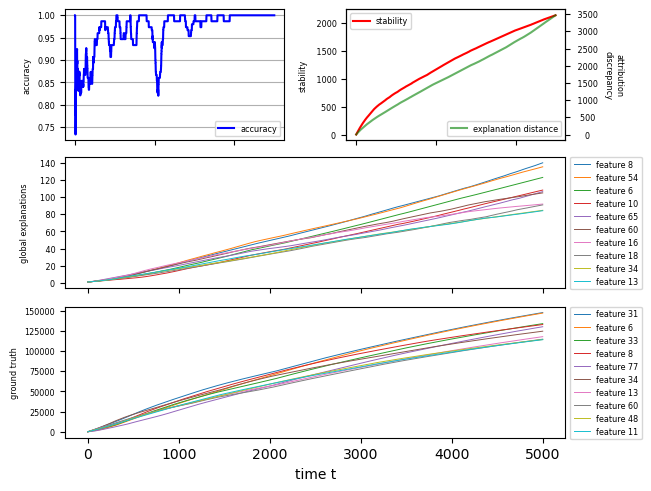 1.00
0.95
0.90
0.85
0.80
0.75
accuracy
accuracy
2000
1500
1000
500
0
stability
stability
explanation distance
3500
3000
2500
2000
1500
1000
500
0
attribution
discrepancy
140
120
100
80
60
40
20
0
global explanations
feature 8
feature 54
feature 6
feature 10
feature 65
feature 60
feature 16
feature 18
feature 34
feature 13
150000
125000
100000
75000
50000
25000
0
ground truth
feature 31
feature 6
feature 33
feature 8
feature 77
feature 34
feature 13
feature 60
feature 48
feature 11
0 1000 2000 3000 4000 5000
time t